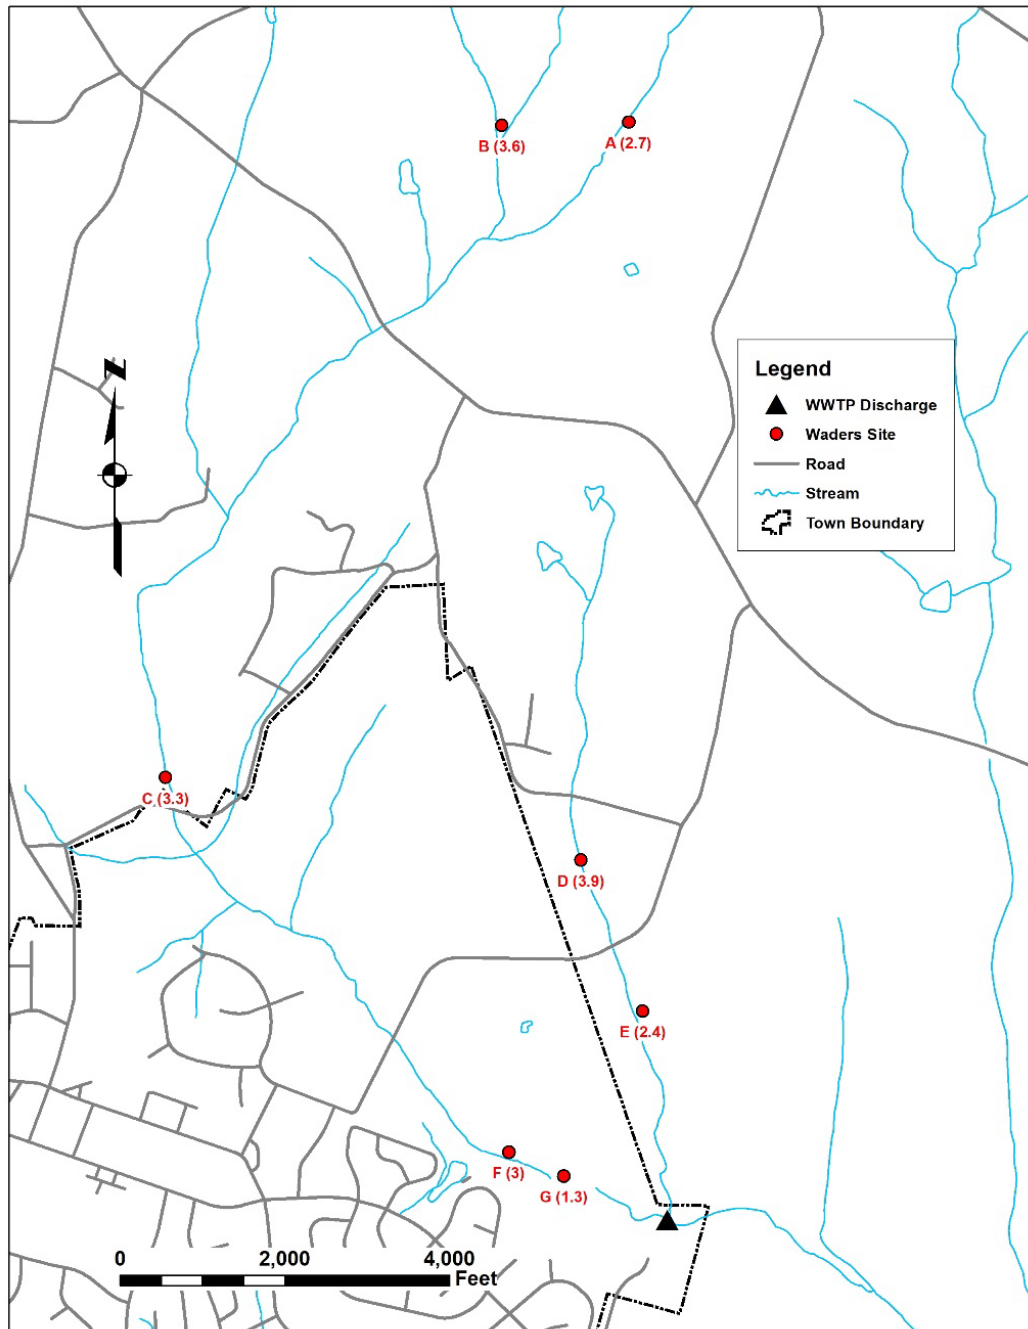 B (3.6)
A (2.7)
N
Legend
WWTP Discharge
Waders Site
Road
Stream
Town Boundary
C (3.3)
D (3.9)
E (2.4)
F (3)
G (1.3)
0 2,000 4,000
Feet